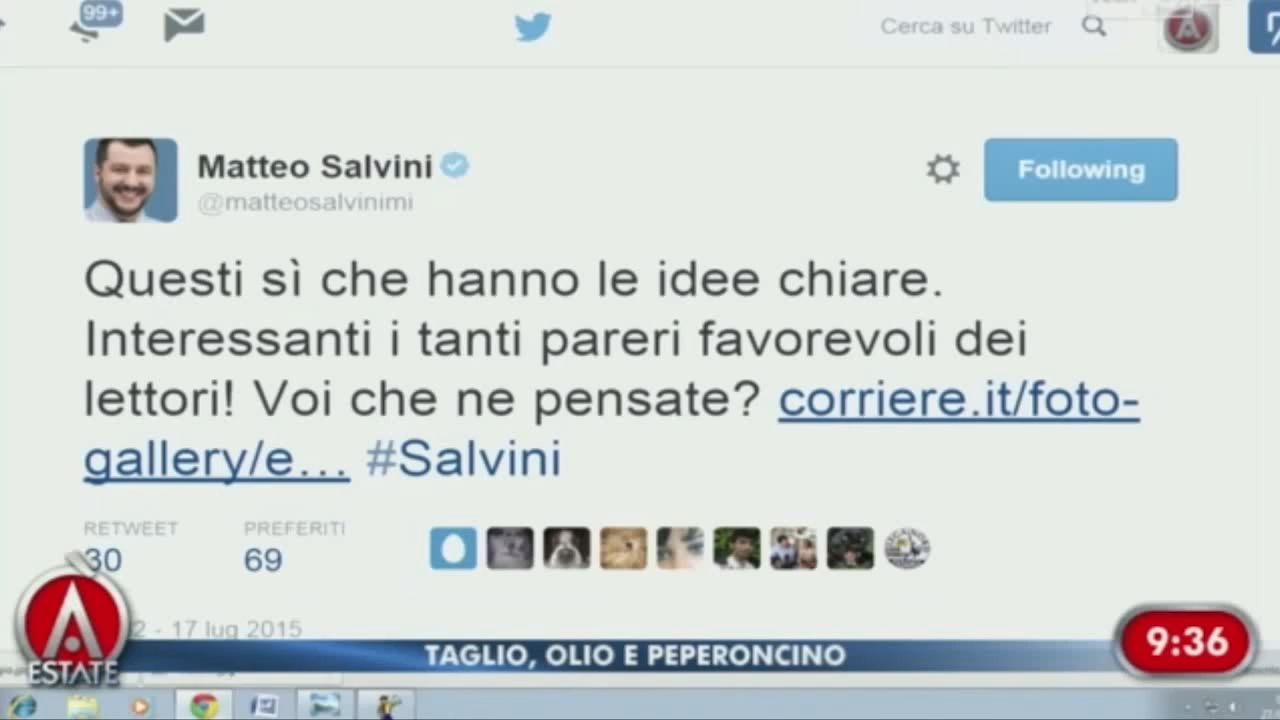 99+
Cerca su Twitter
Matteo Salvini
@matteosalvinimi
Following
Questi sì che hanno le idee chiare.
Interessanti i tanti pareri favorevoli dei
lettori! Voi che ne pensate? corriere.it/foto-
gallery/e... #Salvini
RETWEET PREFERITI
30 69
2 - 17 lug 2015
A
ESTATE
TAGLIO, OLIO E PEPERONCINO
9:36